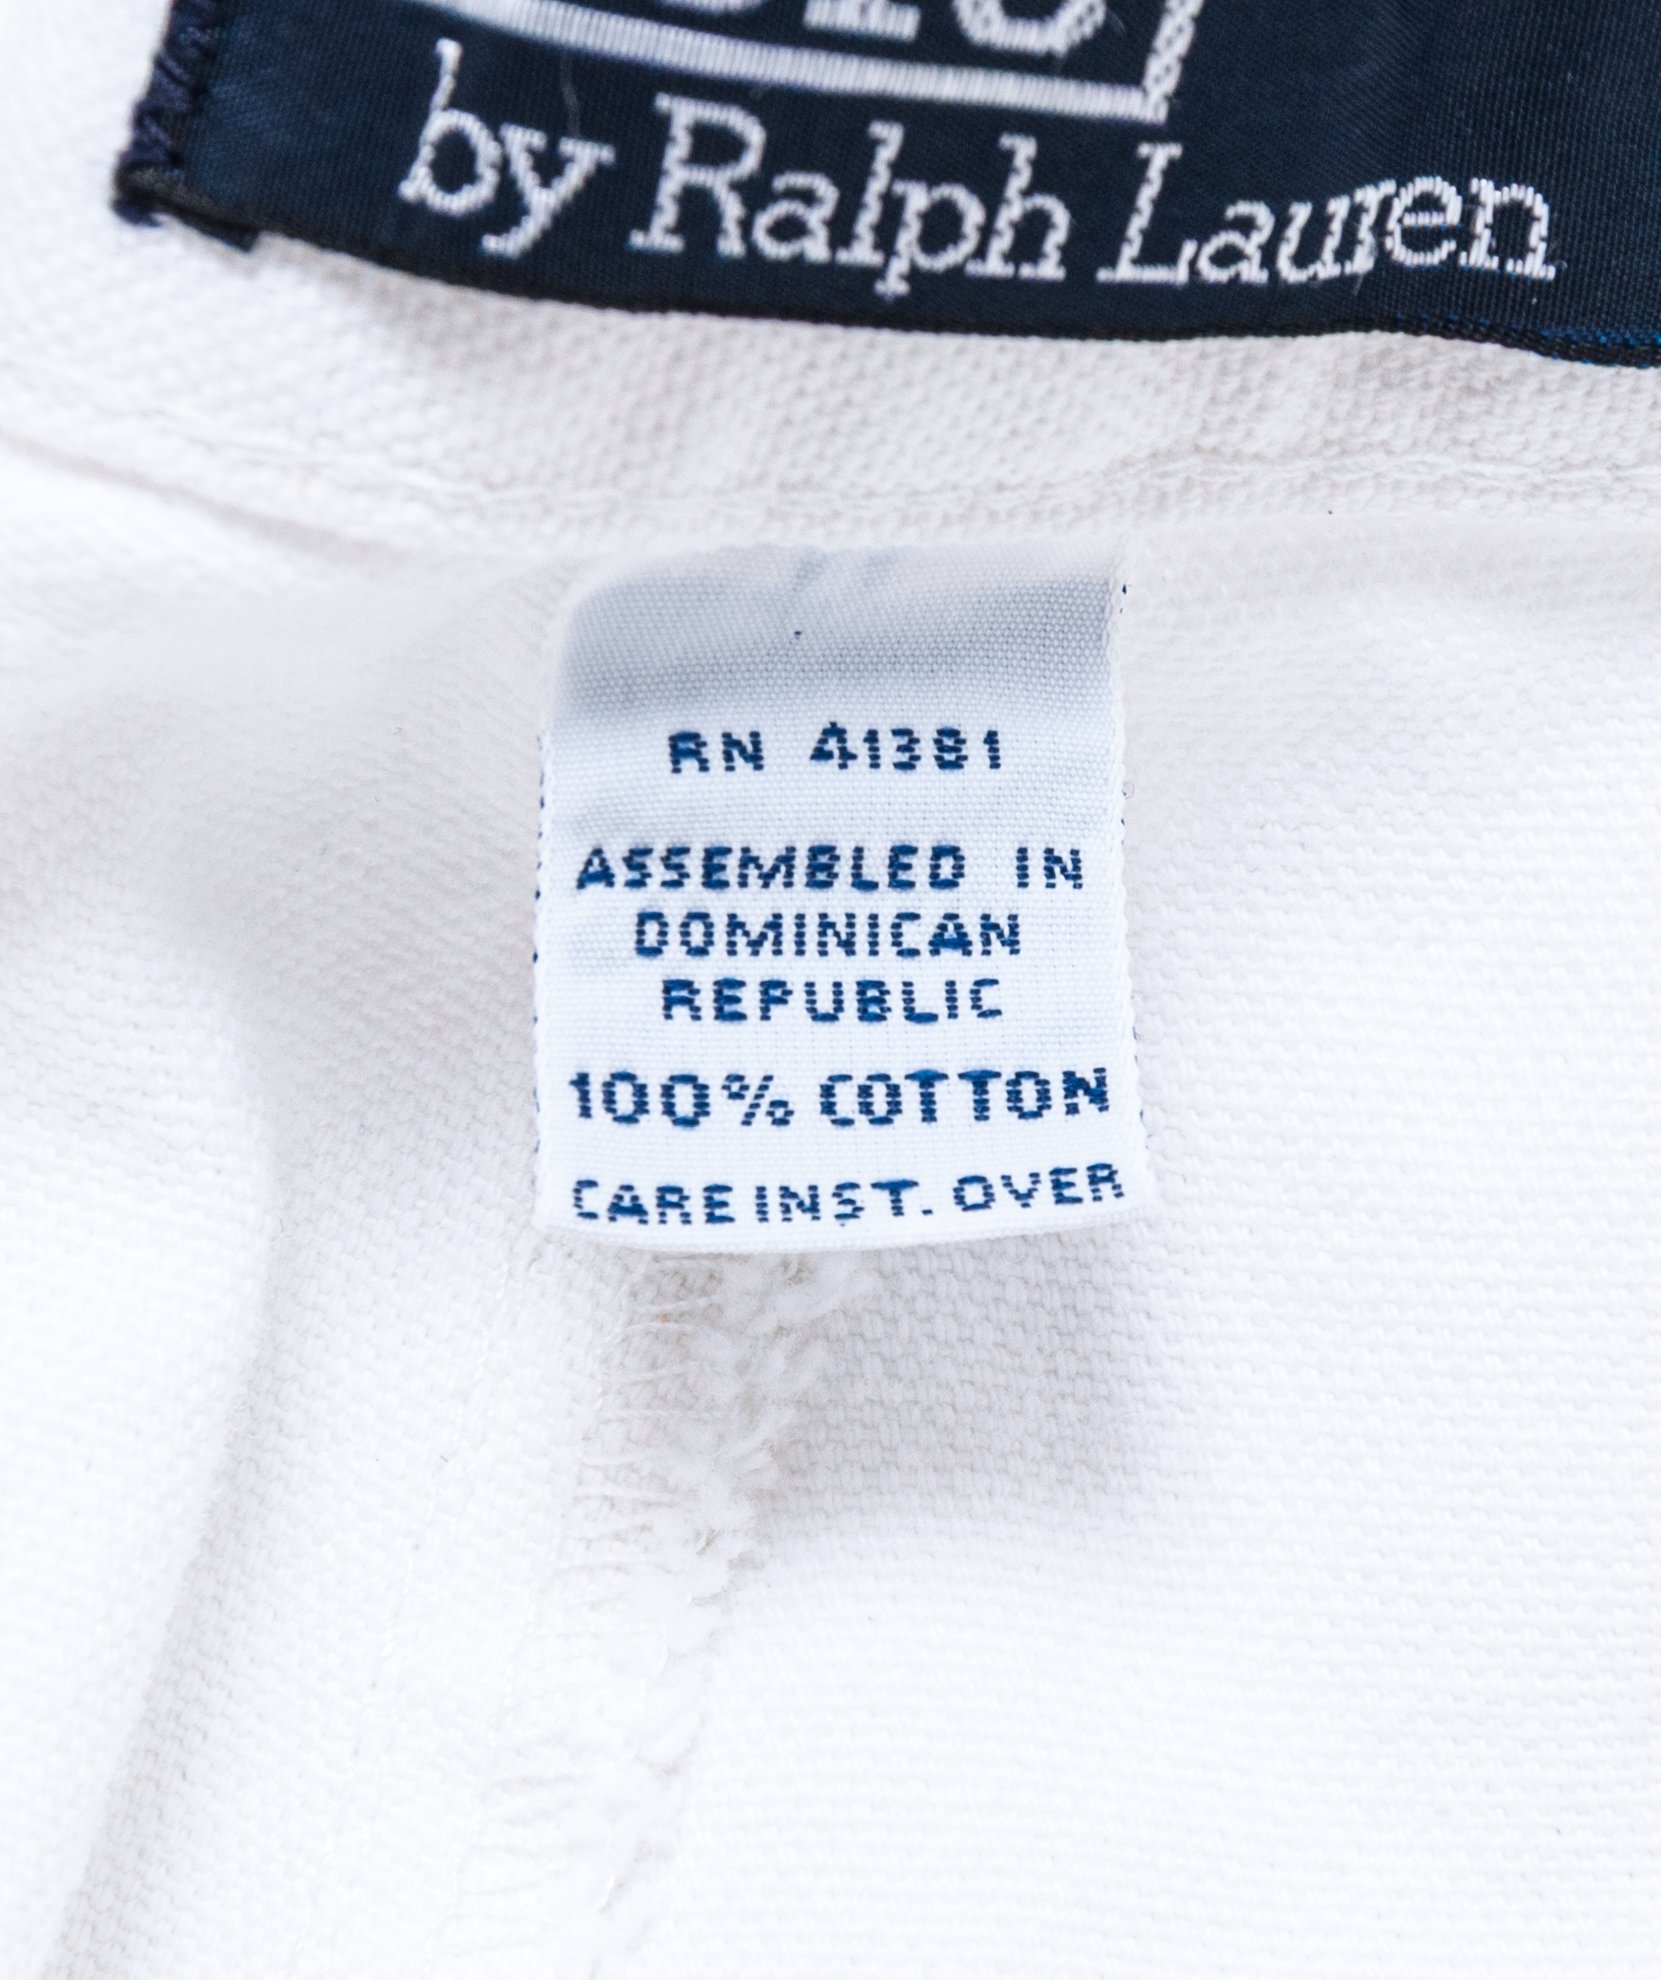 by Ralph Lauren
RN 41381
ASSEMBLED IN
DOMINICAN
REPUBLIC
100% COTTON
CARE INST. OVER